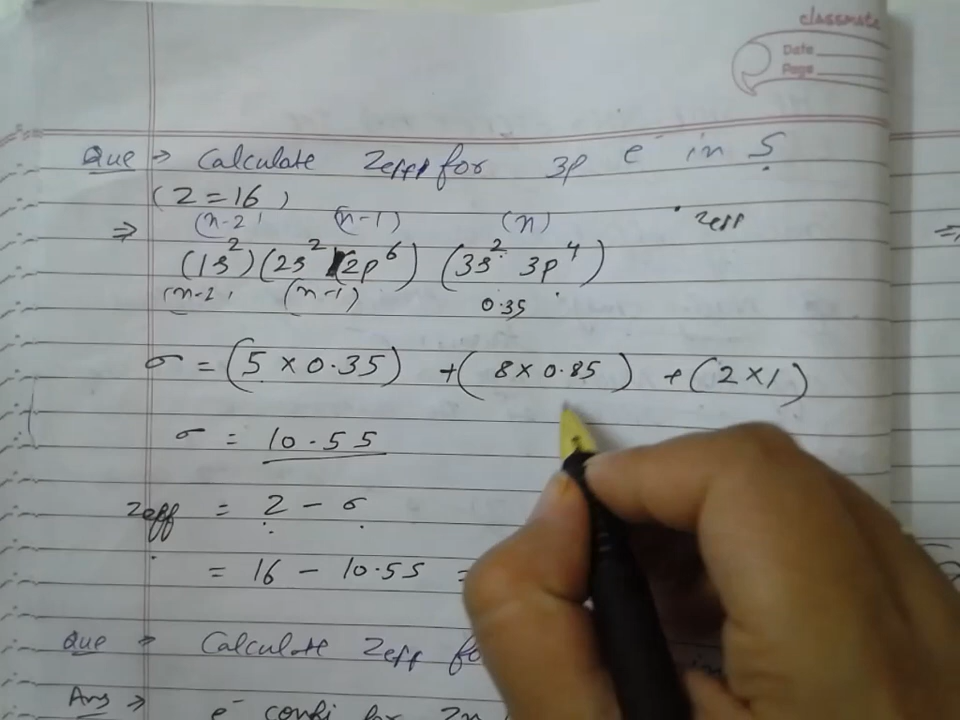 classmate
Date
Page
Que → Calculate Zeff for 3p e⁻ in S
(Z = 16)
(n-2) (n-1) (n) Zeff
⇒ (1s²)(2s² 2p⁶) (3s² 3p⁴)
(n-2) (n-1) 0.35
σ = (5 × 0.35) + (8 × 0.85) + (2 × 1)
σ = 10.55
Zeff = Z - σ
= 16 - 10.55 =
Que → Calculate Zeff in
Ans → e⁻ confi for Zn